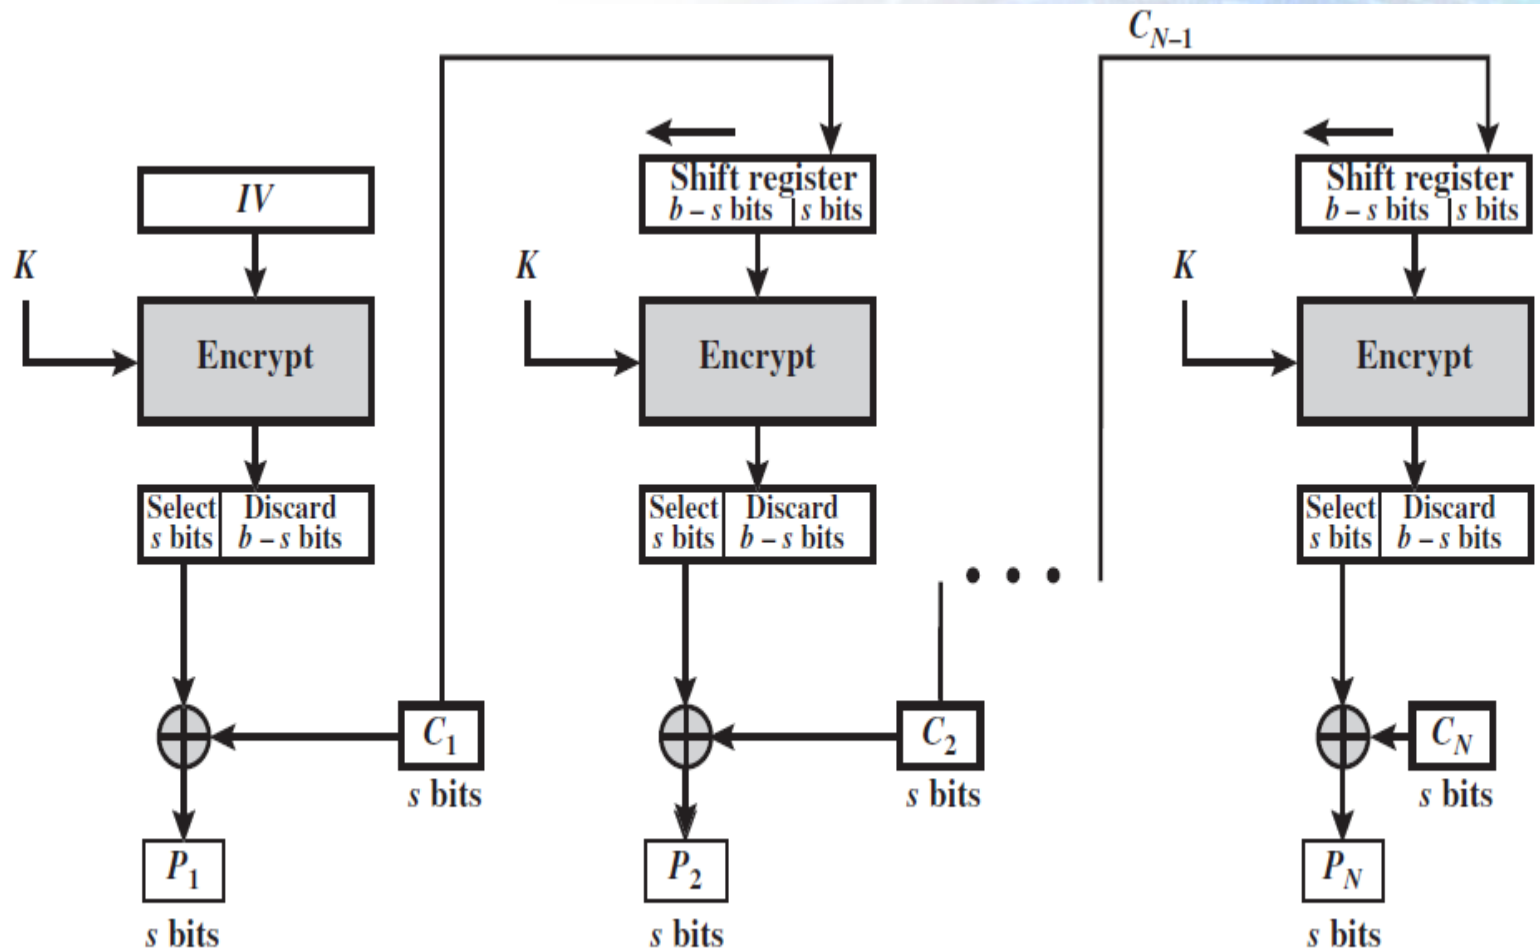 C_{N–1}
IV
Shift register
b – s bits | s bits
Shift register
b – s bits | s bits
K
K
K
Encrypt
Encrypt
Encrypt
Select
s bits
Discard
b – s bits
Select
s bits
Discard
b – s bits
Select
s bits
Discard
b – s bits
C_1
s bits
C_2
s bits
C_N
s bits
P_1
s bits
P_2
s bits
P_N
s bits